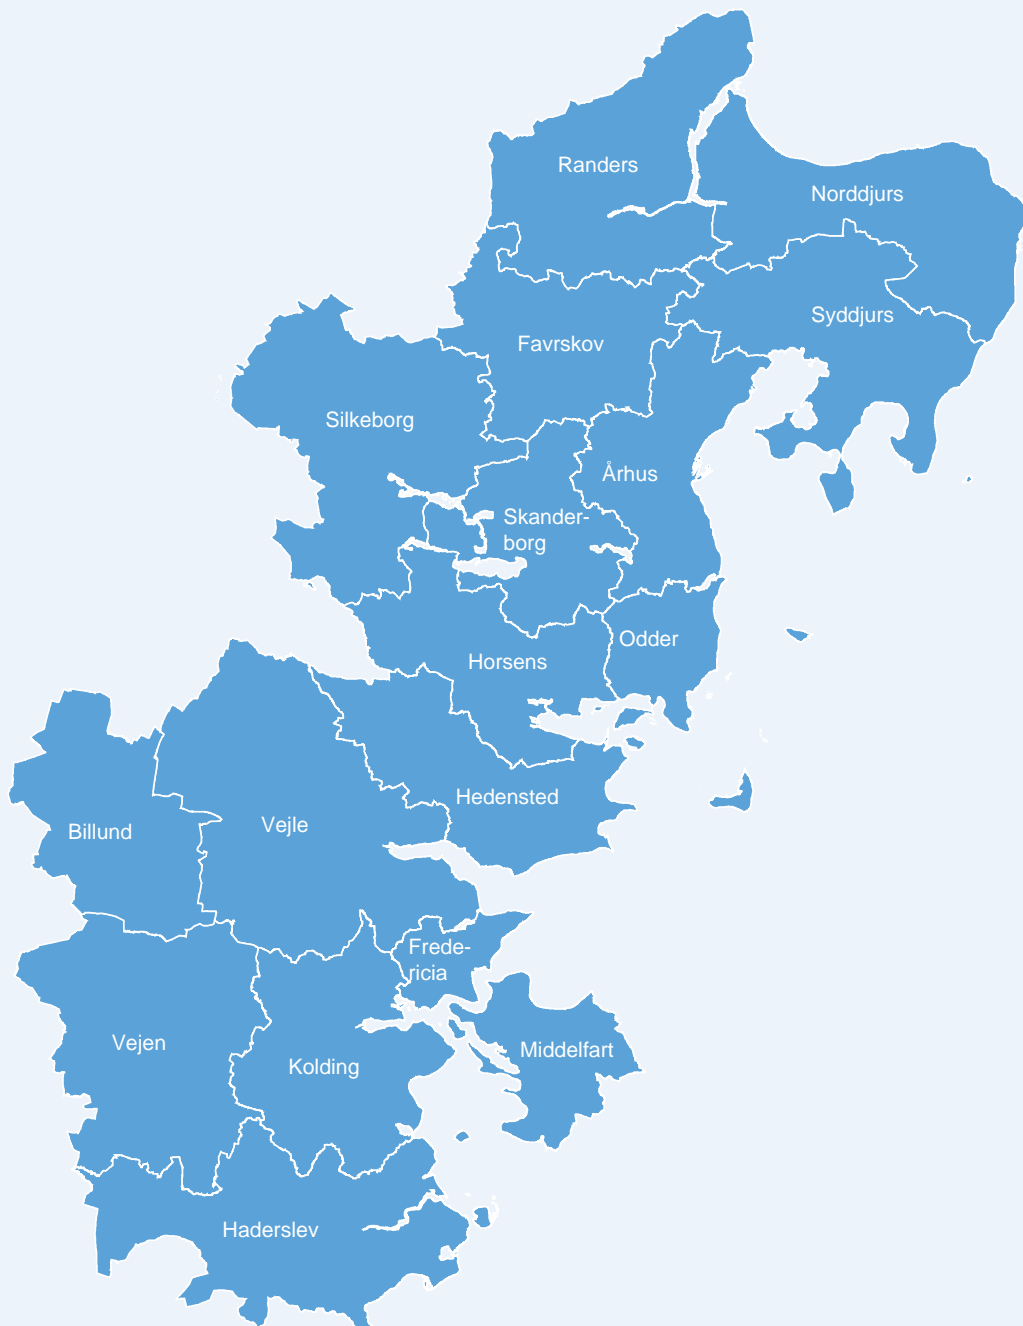 Randers
Norddjurs
Syddjurs
Favrskov
Silkeborg
Århus
Skander-
borg
Odder
Horsens
Hedensted
Vejle
Billund
Frede-
ricia
Vejen
Middelfart
Kolding
Haderslev